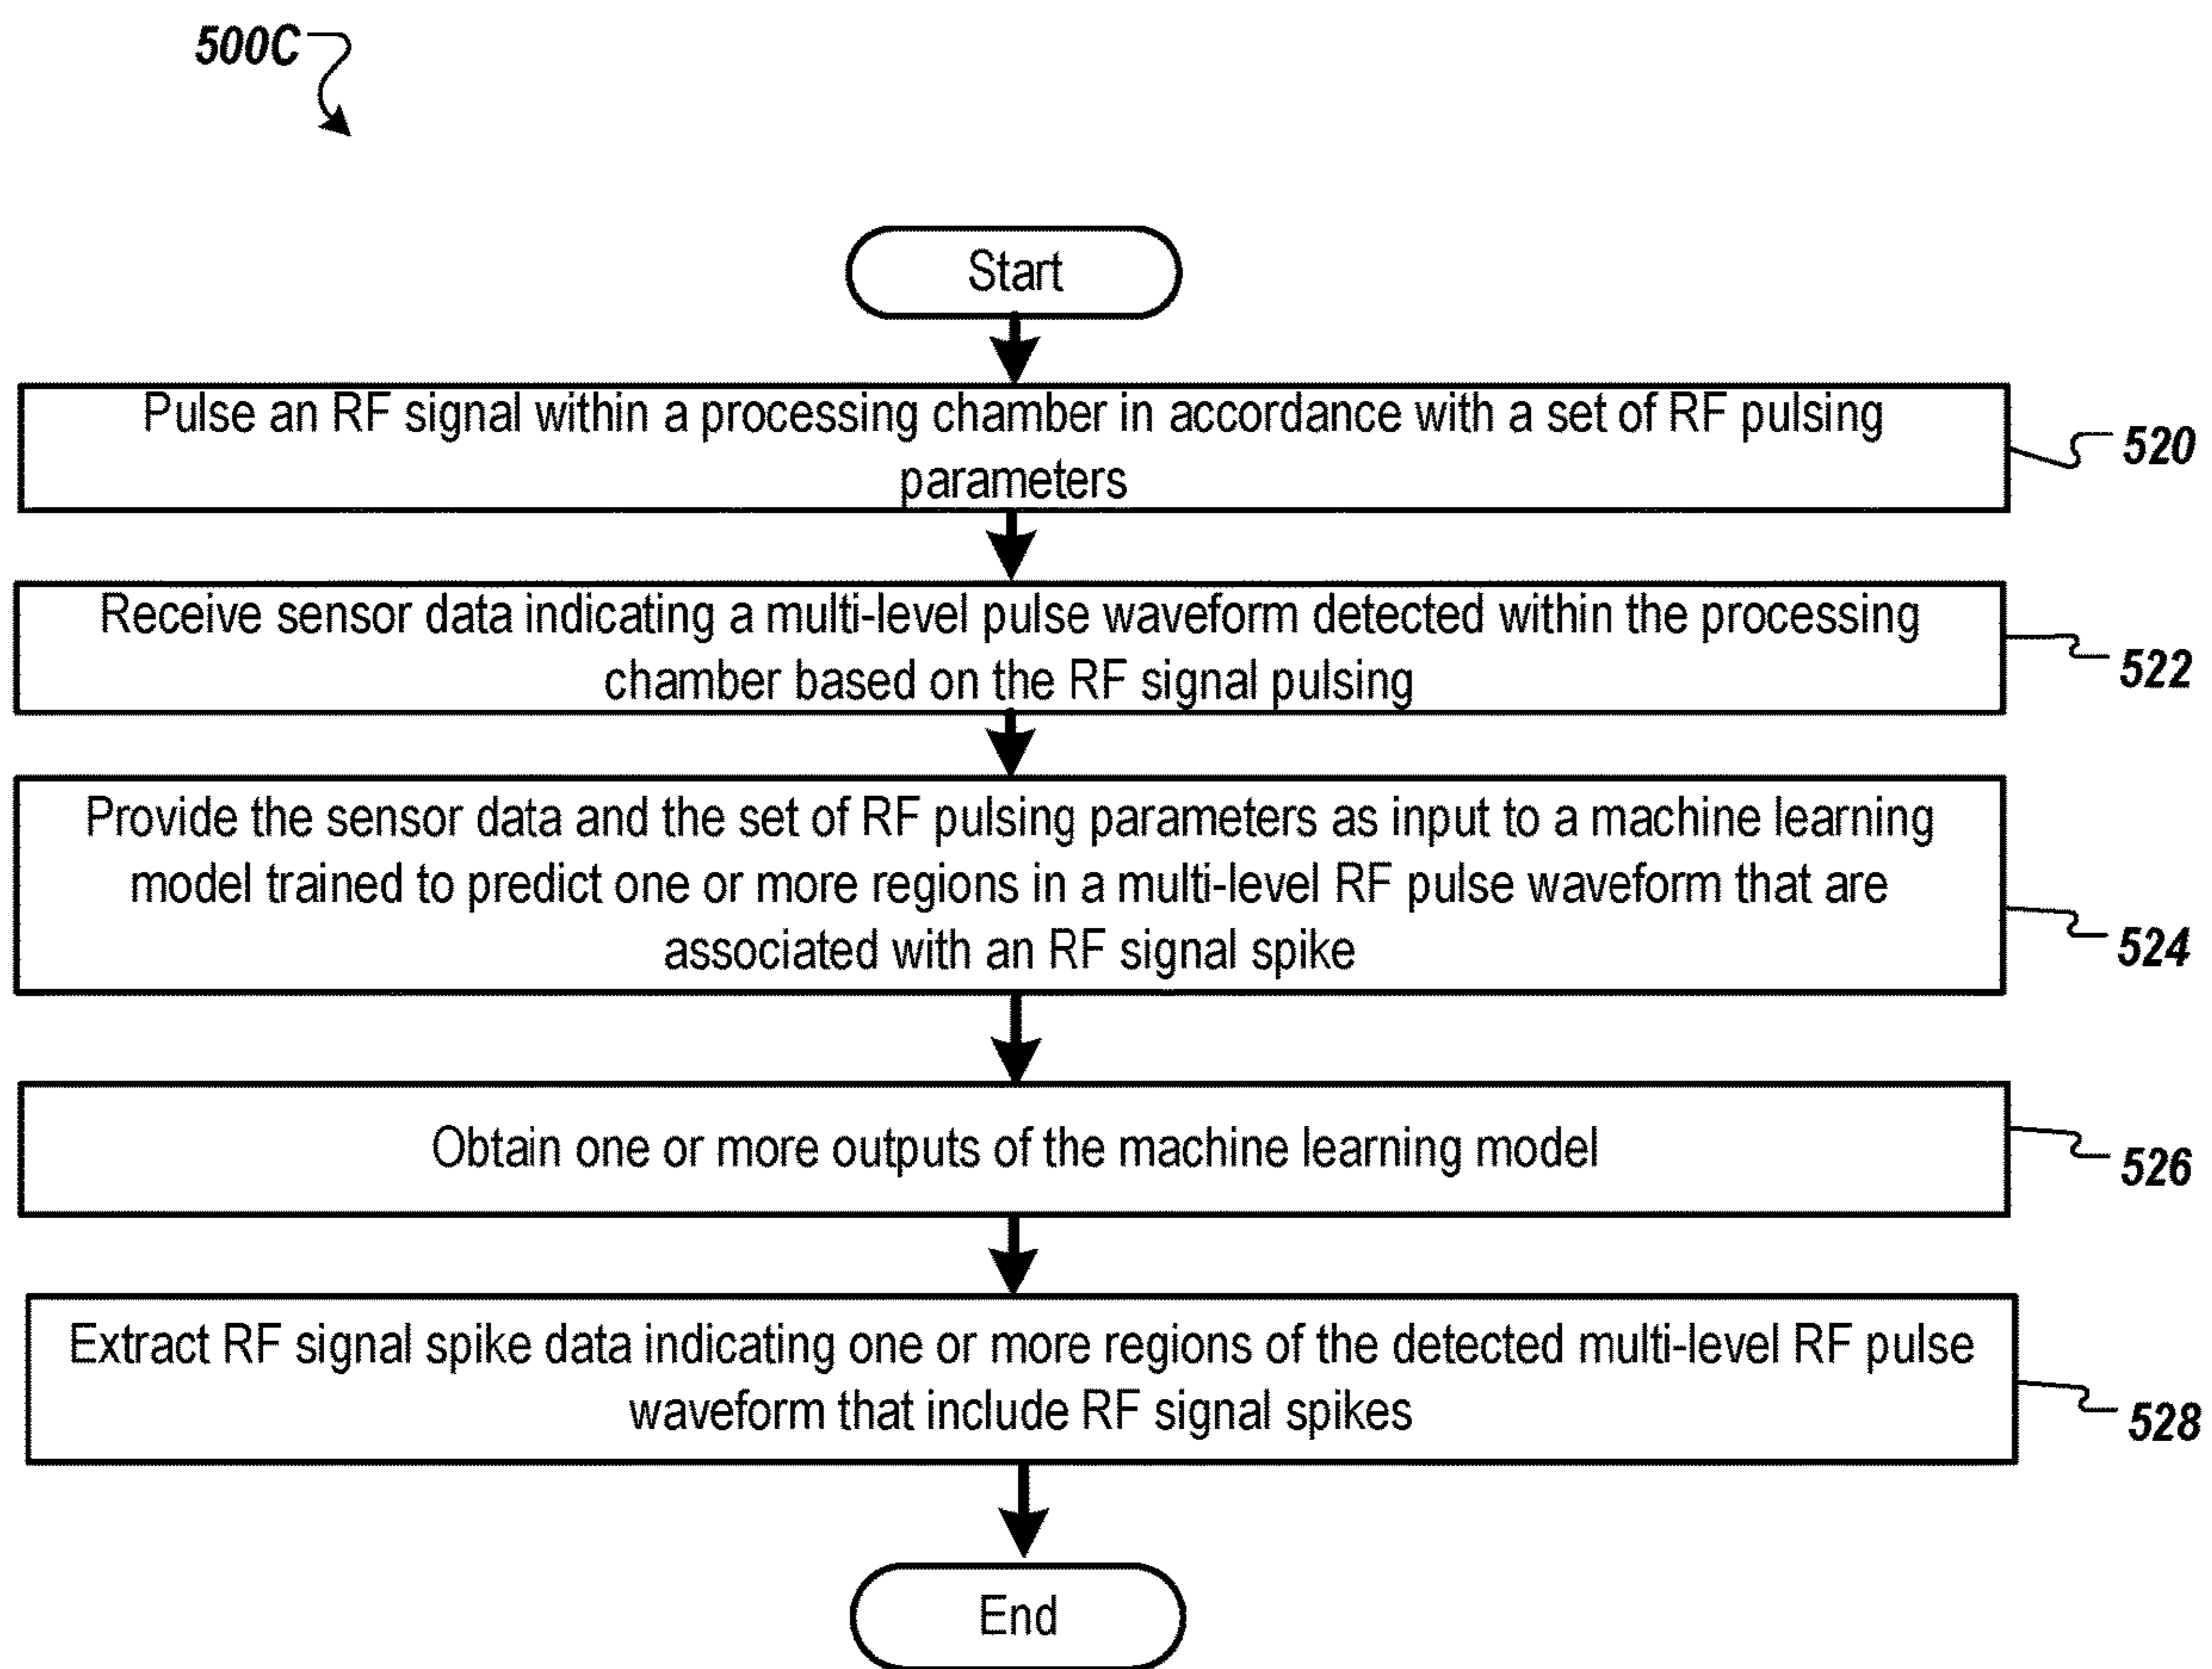 500C
Start
Pulse an RF signal within a processing chamber in accordance with a set of RF pulsing
parameters
520
Receive sensor data indicating a multi-level pulse waveform detected within the processing
chamber based on the RF signal pulsing
522
Provide the sensor data and the set of RF pulsing parameters as input to a machine learning
model trained to predict one or more regions in a multi-level RF pulse waveform that are
associated with an RF signal spike
524
Obtain one or more outputs of the machine learning model
526
Extract RF signal spike data indicating one or more regions of the detected multi-level RF pulse
waveform that include RF signal spikes
528
End